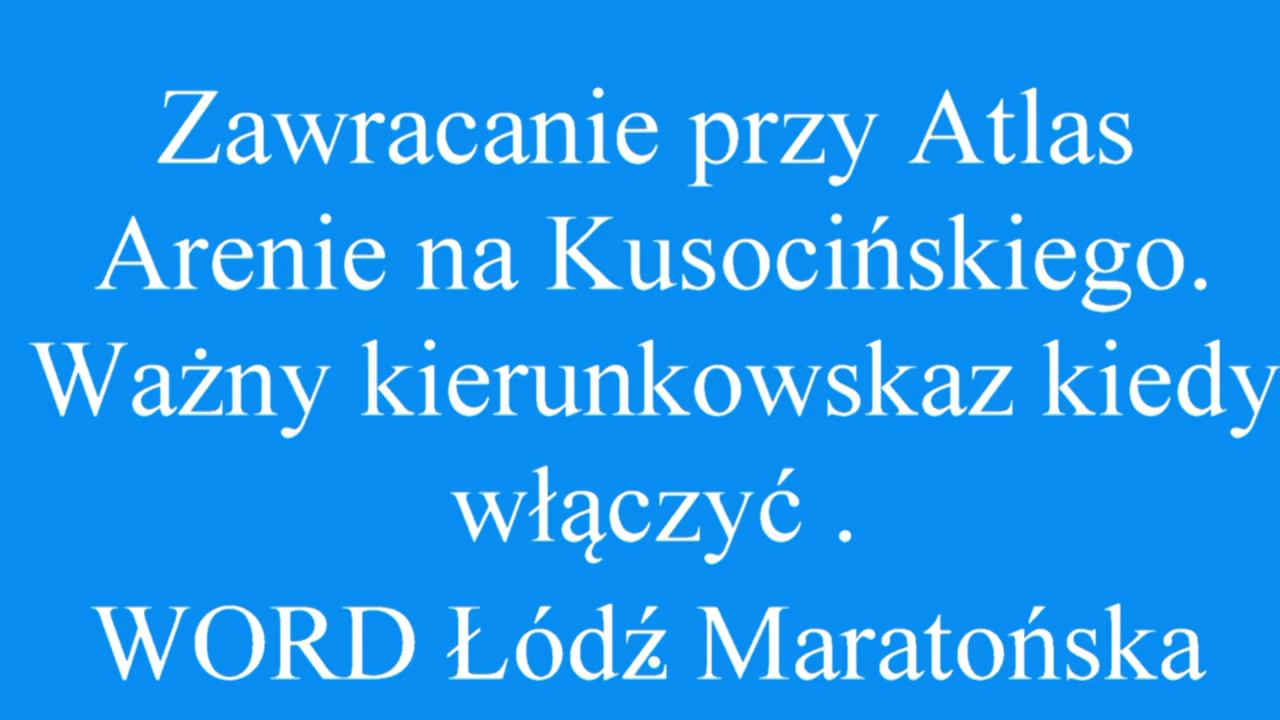 Zawracanie przy Atlas
Arenie na Kusocińskiego.
Ważny kierunkowskaz kiedy
włączyć .
WORD Łódź Maratońska